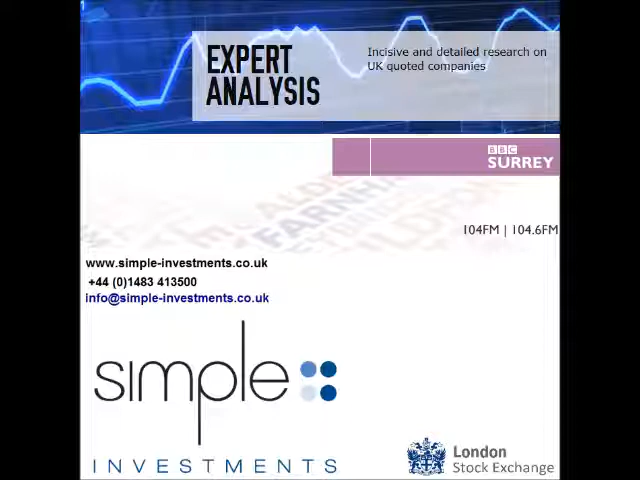 EXPERT
ANALYSIS
Incisive and detailed research on
UK quoted companies
BBC
SURREY
FARNHA
104FM | 104.6FM
www.simple-investments.co.uk
+44 (0)1483 413500
info@simple-investments.co.uk
simple
INVESTMENTS
London
Stock Exchange